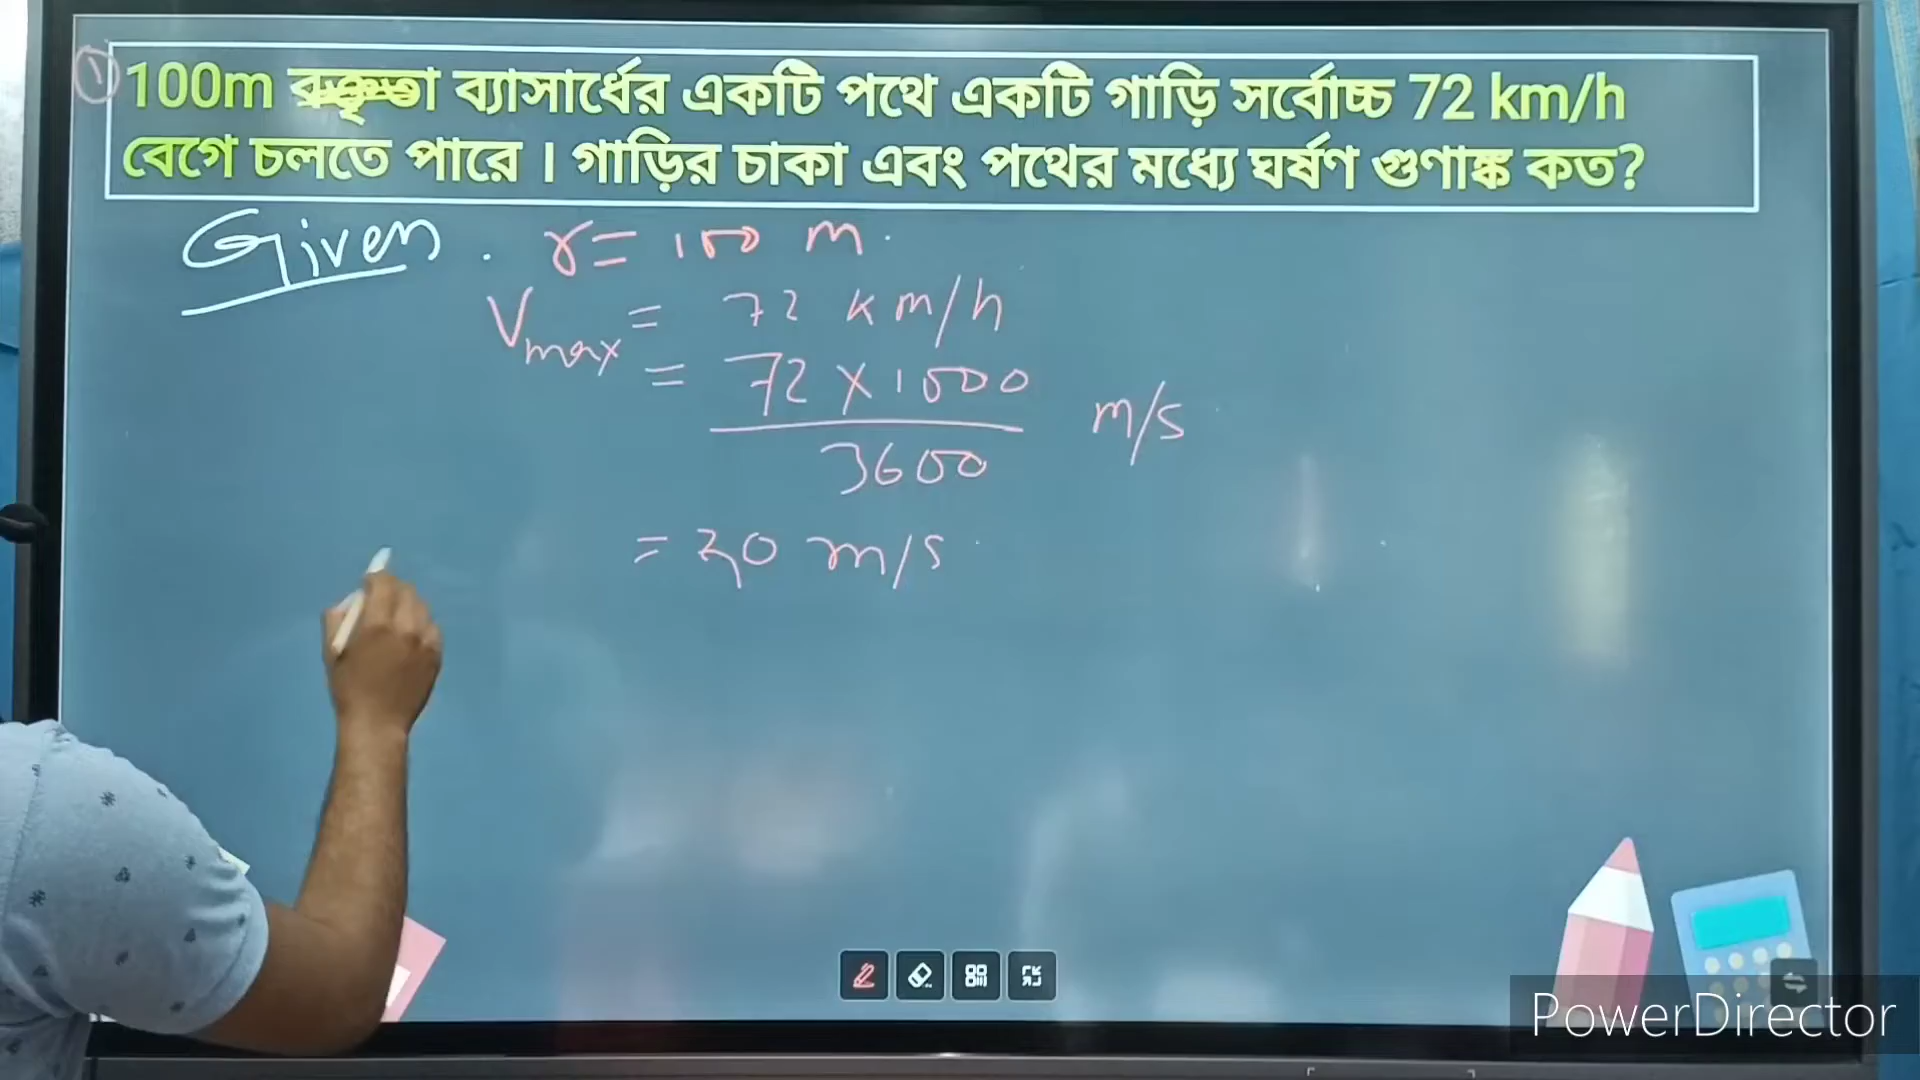 ① 100m বক্রতা ব্যাসার্ধের একটি পথে একটি গাড়ি সর্বোচ্চ 72 km/h
বেগে চলতে পারে । গাড়ির চাকা এবং পথের মধ্যে ঘর্ষণ গুণাঙ্ক কত?
Given. r = 100 m.
Vmax = 72 km/h
= 72 × 1000 / 3600 m/s
= 20 m/s
PowerDirector